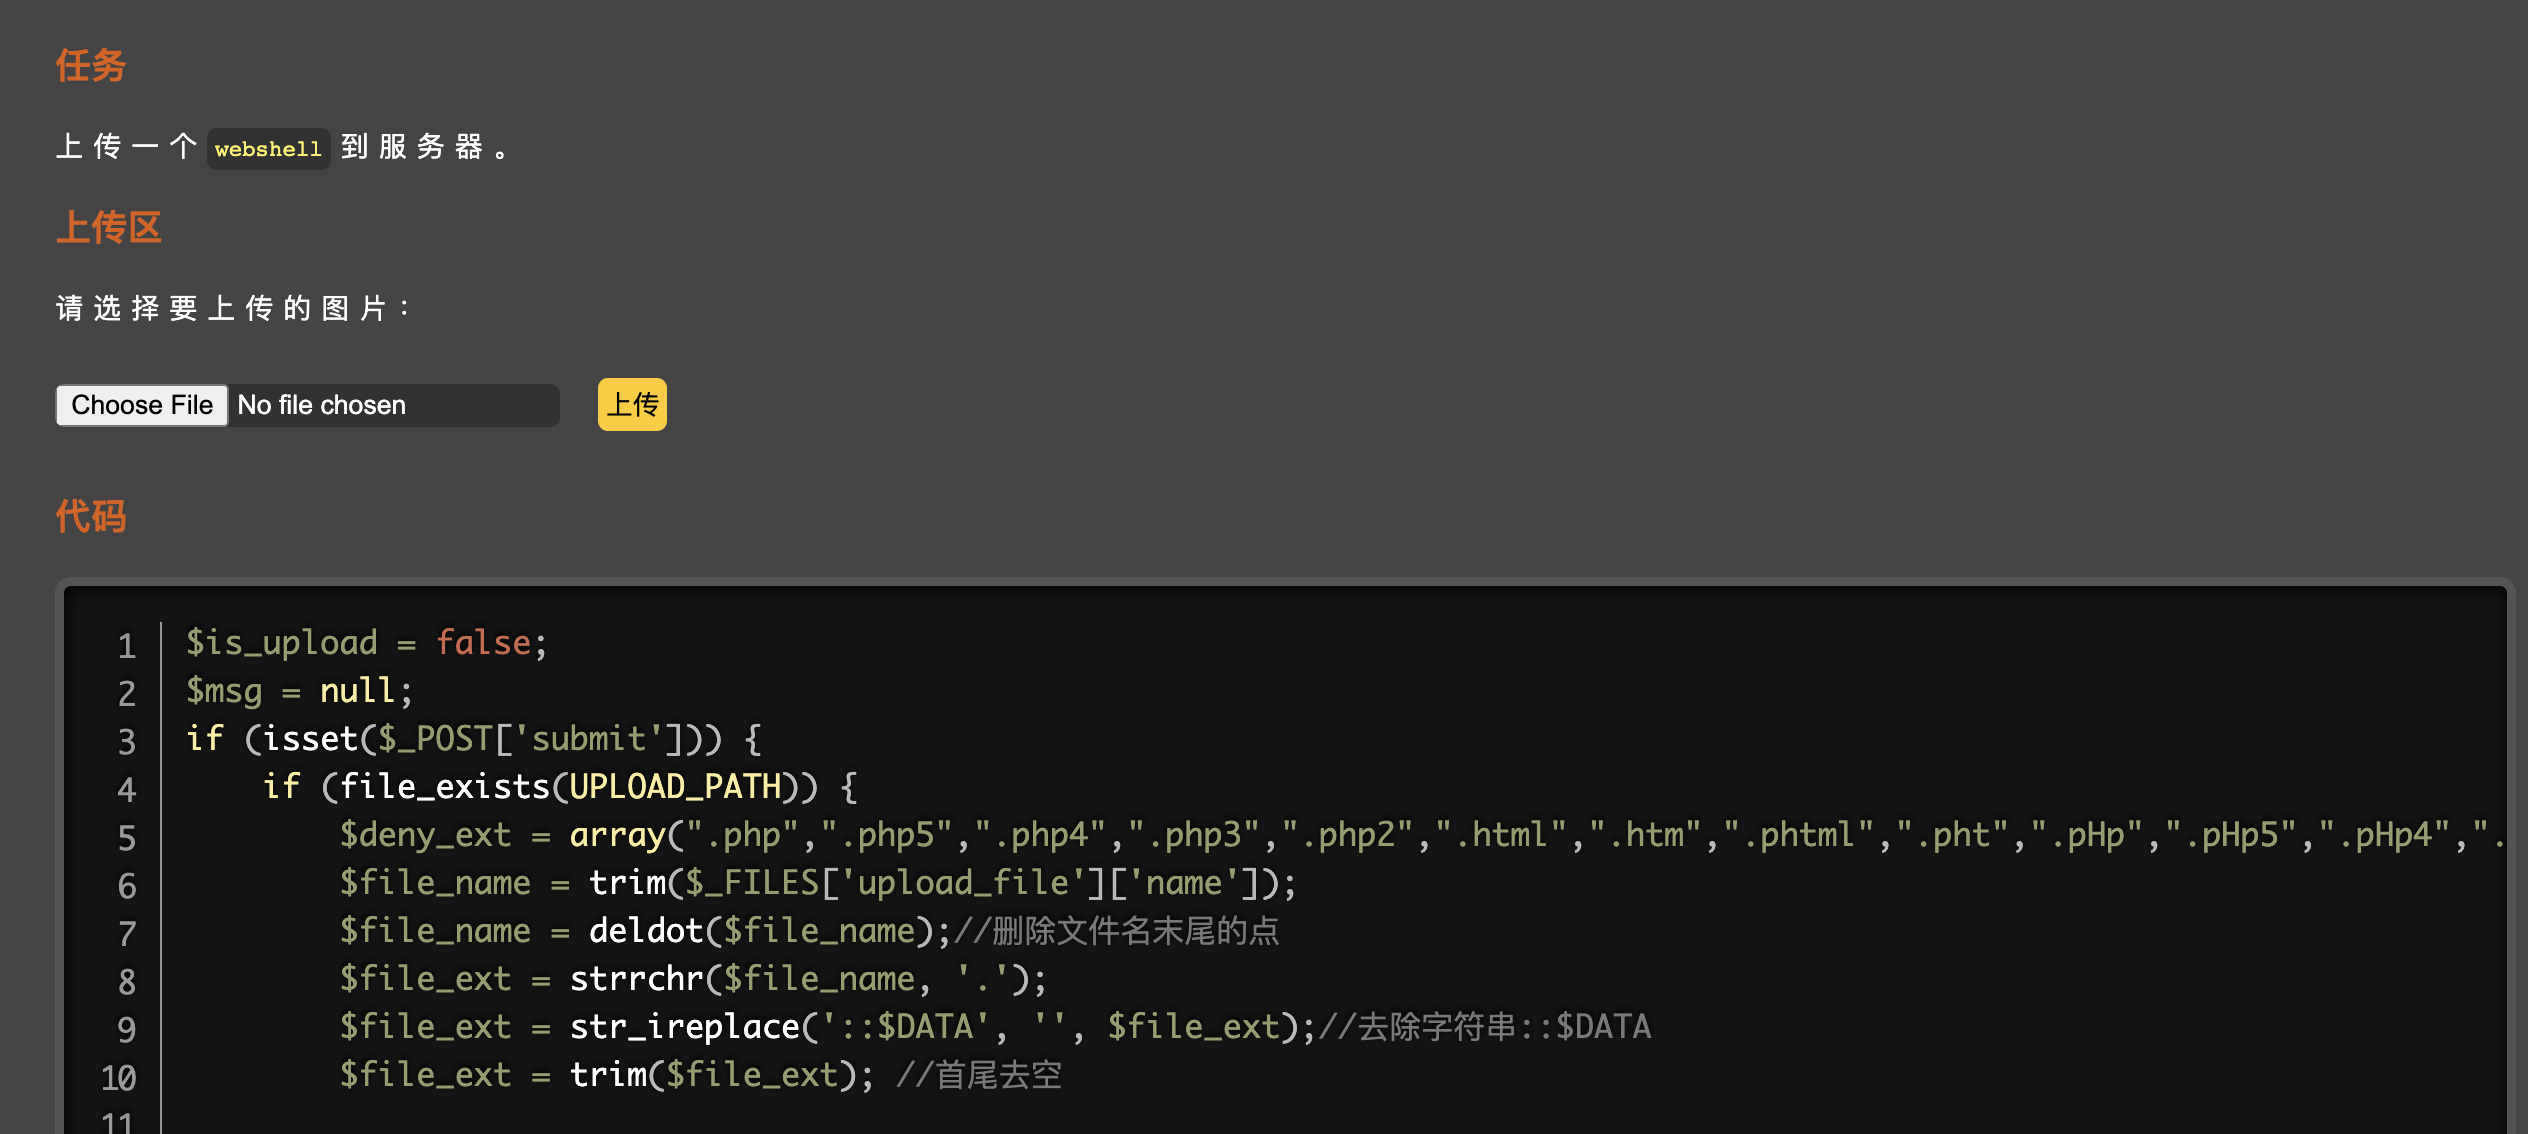 任务
上传一个 webshell 到服务器。
上传区
请选择要上传的图片：
Choose File No file chosen 上传
代码
1 $is_upload = false;
2 $msg = null;
3 if (isset($_POST['submit'])) {
4 if (file_exists(UPLOAD_PATH)) {
5 $deny_ext = array(".php",".php5",".php4",".php3",".php2",".html",".htm",".phtml",".pht",".pHp",".pHp5",".pHp4",".
6 $file_name = trim($_FILES['upload_file']['name']);
7 $file_name = deldot($file_name);//删除文件名末尾的点
8 $file_ext = strrchr($file_name, '.');
9 $file_ext = str_ireplace('::$DATA', '', $file_ext);//去除字符串::$DATA
10 $file_ext = trim($file_ext); //首尾去空
11